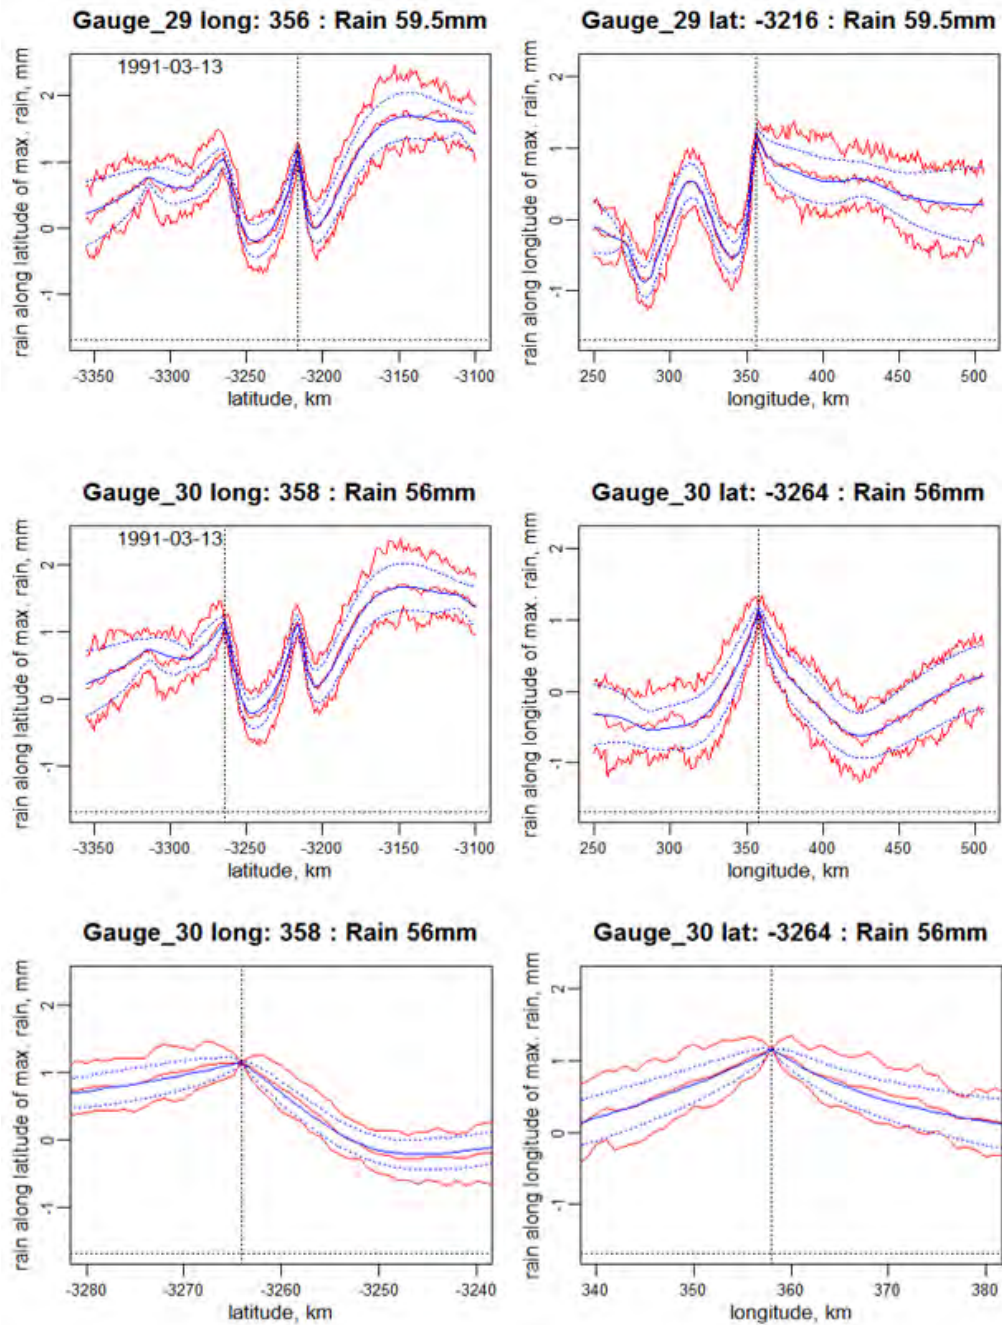 Gauge_29 long: 356 : Rain 59.5mm
1991-03-13
rain along latitude of max. rain, mm
2
1
0
-1
-3350 -3300 -3250 -3200 -3150 -3100
latitude, km
Gauge_29 lat: -3216 : Rain 59.5mm
rain along longitude of max. rain, mm
2
1
0
-1
250 300 350 400 450 500
longitude, km
Gauge_30 long: 358 : Rain 56mm
1991-03-13
rain along latitude of max. rain, mm
2
1
0
-1
-3350 -3300 -3250 -3200 -3150 -3100
latitude, km
Gauge_30 lat: -3264 : Rain 56mm
rain along longitude of max. rain, mm
2
1
0
-1
250 300 350 400 450 500
longitude, km
Gauge_30 long: 358 : Rain 56mm
rain along latitude of max. rain, mm
2
1
0
-1
-3280 -3270 -3260 -3250 -3240
latitude, km
Gauge_30 lat: -3264 : Rain 56mm
rain along longitude of max. rain, mm
2
1
0
-1
340 350 360 370 380
longitude, km